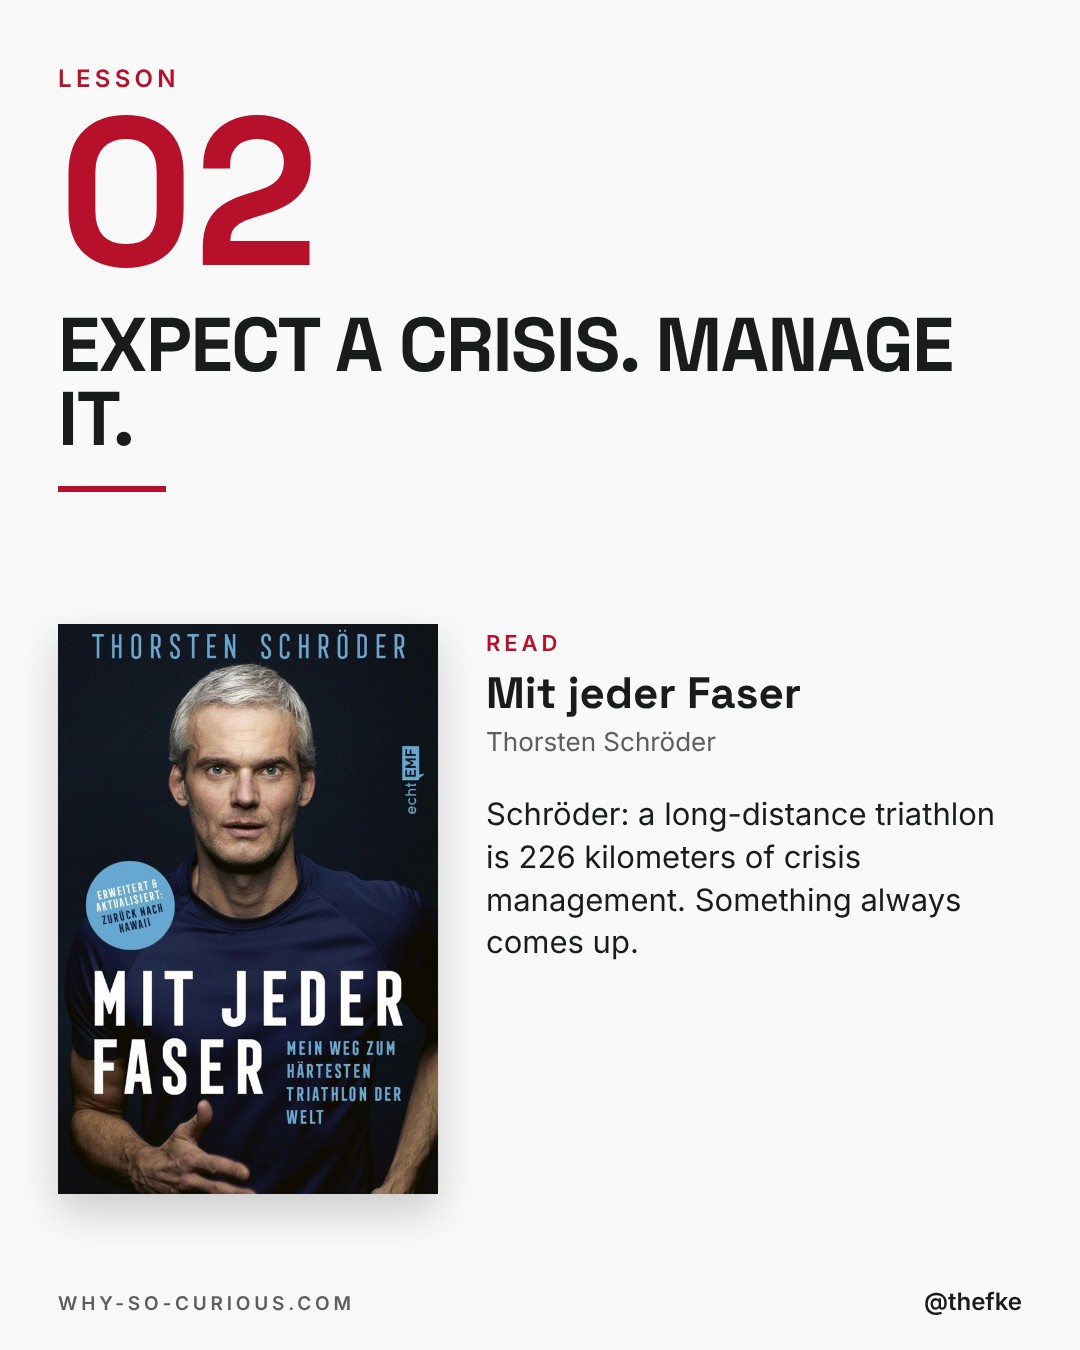 LESSON
02
EXPECT A CRISIS. MANAGE
IT.
THORSTEN SCHRÖDER
echt EMF
ERWEITERT &
AKTUALISIERT:
ZURÜCK NACH
HAWAII
MIT JEDER
FASER
MEIN WEG ZUM
HÄRTESTEN
TRIATHLON DER
WELT
READ
Mit jeder Faser
Thorsten Schröder
Schröder: a long-distance triathlon
is 226 kilometers of crisis
management. Something always
comes up.
WHY-SO-CURIOUS.COM
@thefke